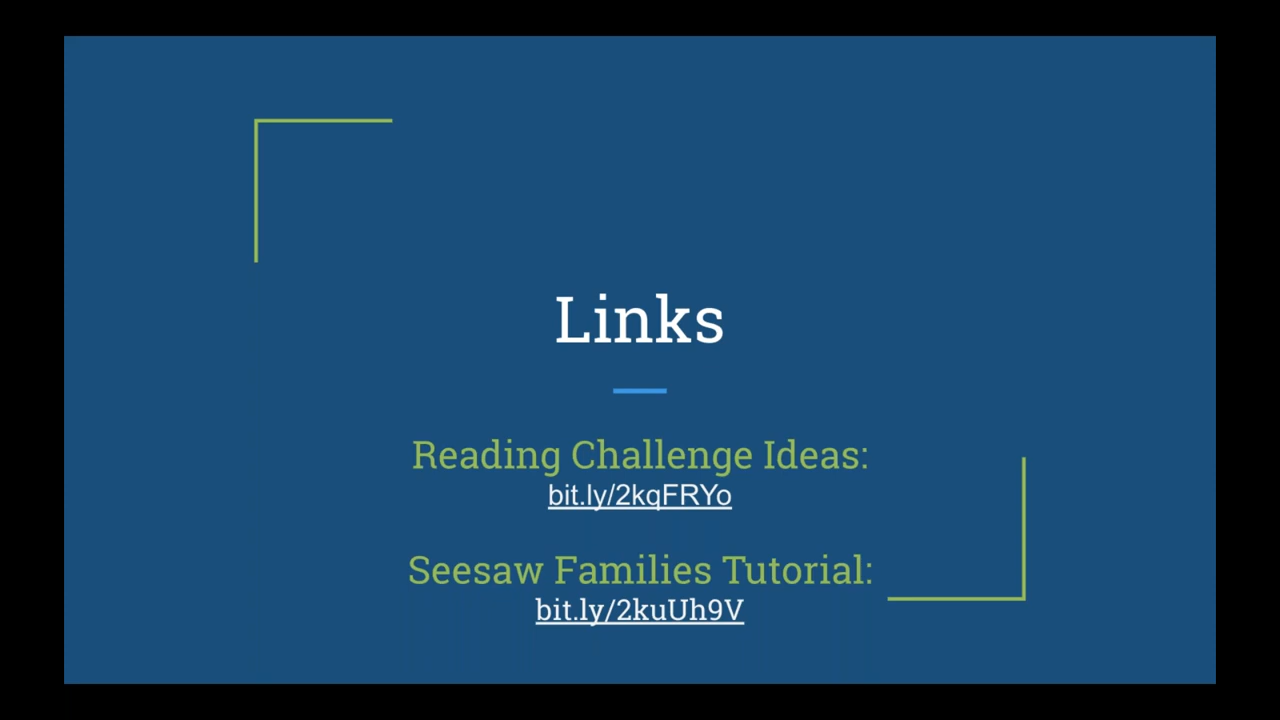 Links
Reading Challenge Ideas:
bit.ly/2kqFRYo
Seesaw Families Tutorial:
bit.ly/2kuUh9V